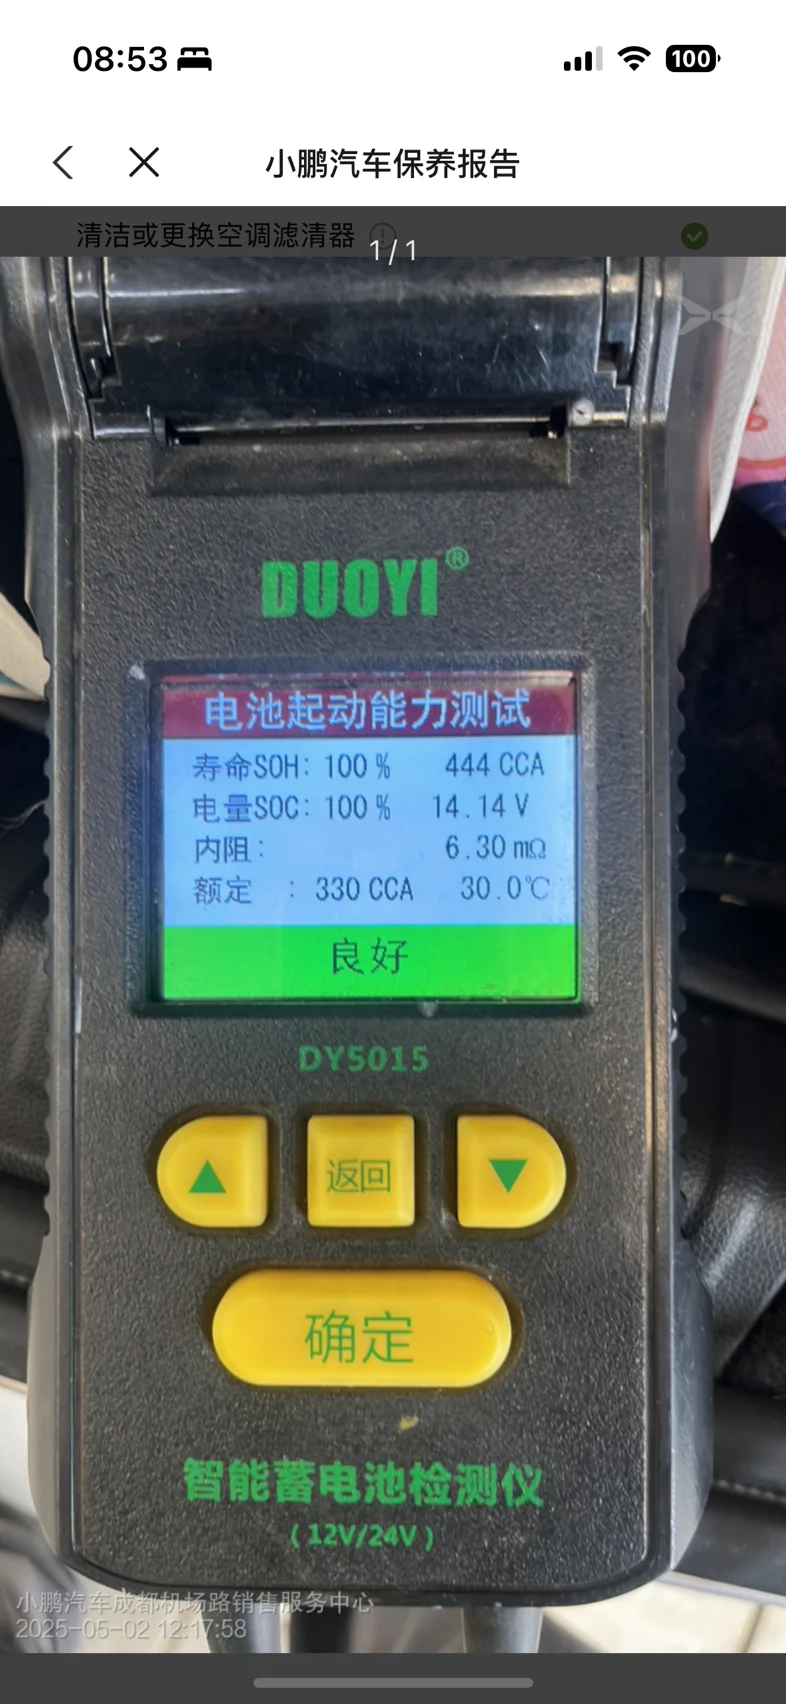 08:53
100
小鹏汽车保养报告
清洁或更换空调滤清器
1/1
DUOYI®
电池起动能力测试
寿命SOH: 100 % 444 CCA
电量SOC: 100 % 14.14 V
内阻: 6.30 mΩ
额定 : 330 CCA 30.0℃
良好
DY5015
▲ 返回 ▼
确定
智能蓄电池检测仪
(12V/24V)
小鹏汽车成都机场路销售服务中心
2025-05-02 12:17:58